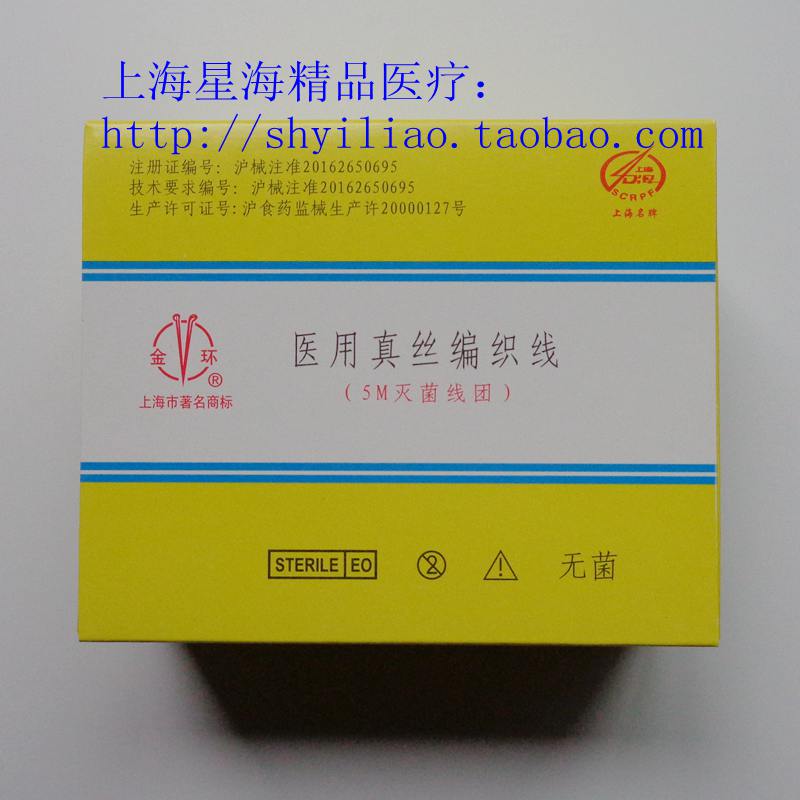 上海星海精品医疗：
http://shyiliao.taobao.com
注册证编号：沪械注准20162650695
技术要求编号：沪械注准20162650695
生产许可证号:沪食药监械生产许20000127号
上海
SCRPF
上海名牌
金环®
上海市著名商标
医用真丝编织线
(5M灭菌线团)
STERILE EO
2
无菌